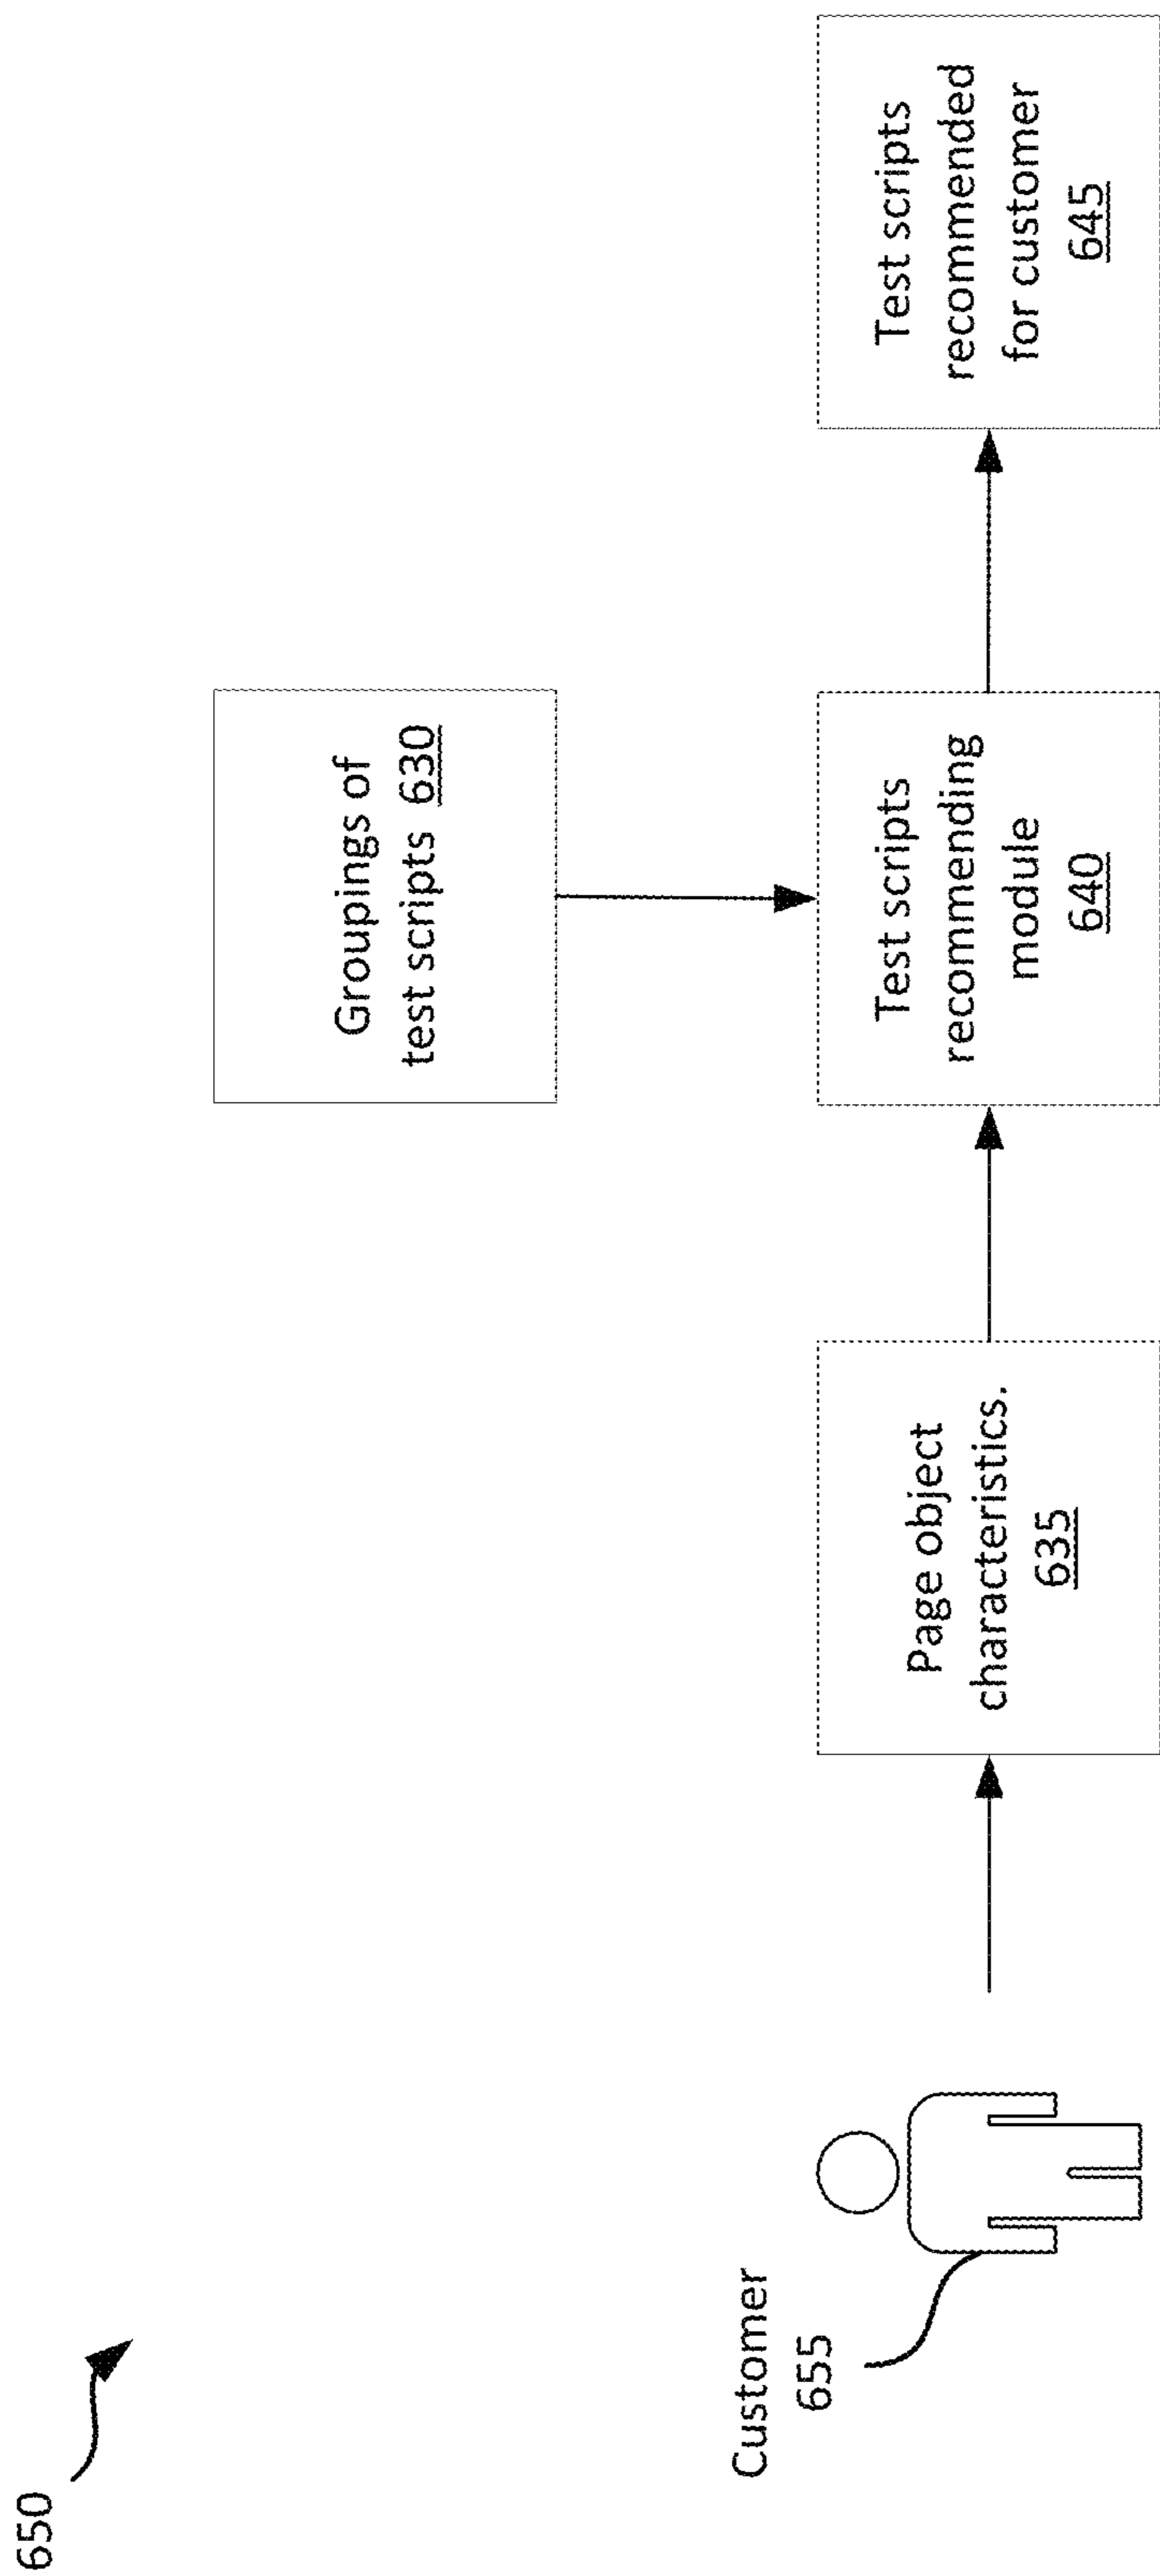 650
Groupings of
test scripts 630
Customer
655
Page object
characteristics.
635
Test scripts
recommending
module
640
Test scripts
recommended
for customer
645